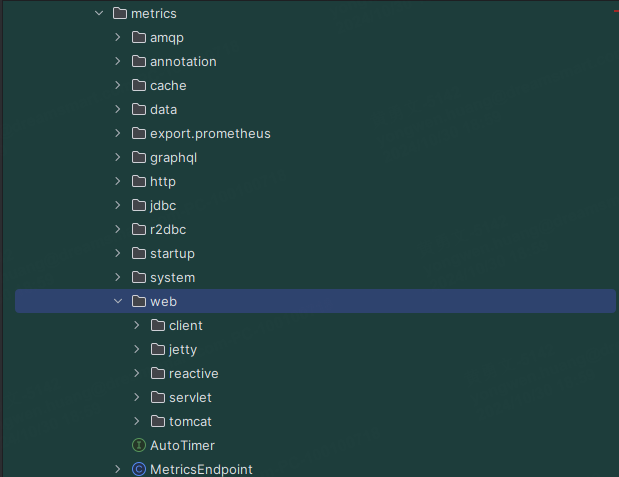 metrics
amqp
annotation
cache
data
export.prometheus
graphql
http
jdbc
r2dbc
startup
system
web
client
jetty
reactive
servlet
tomcat
I AutoTimer
C MetricsEndpoint